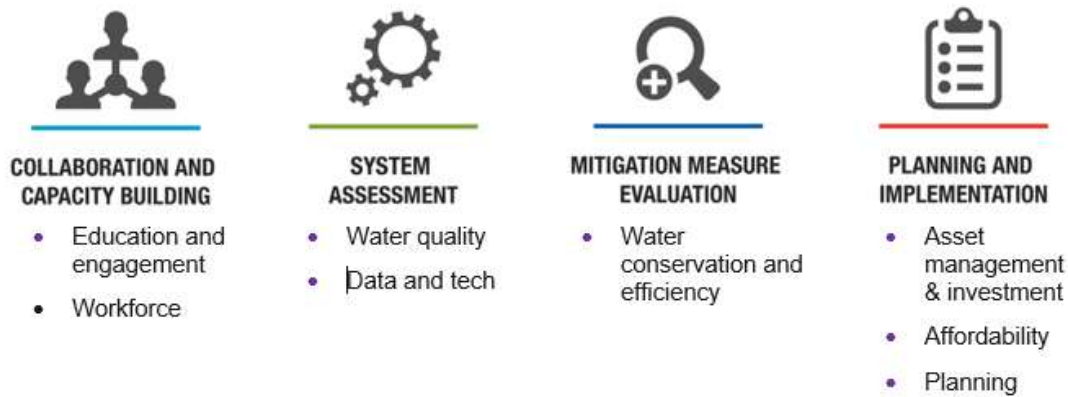 COLLABORATION AND
CAPACITY BUILDING
• Education and
engagement
• Workforce
SYSTEM
ASSESSMENT
• Water quality
• Data and tech
MITIGATION MEASURE
EVALUATION
• Water
conservation and
efficiency
PLANNING AND
IMPLEMENTATION
• Asset
management
& investment
• Affordability
• Planning